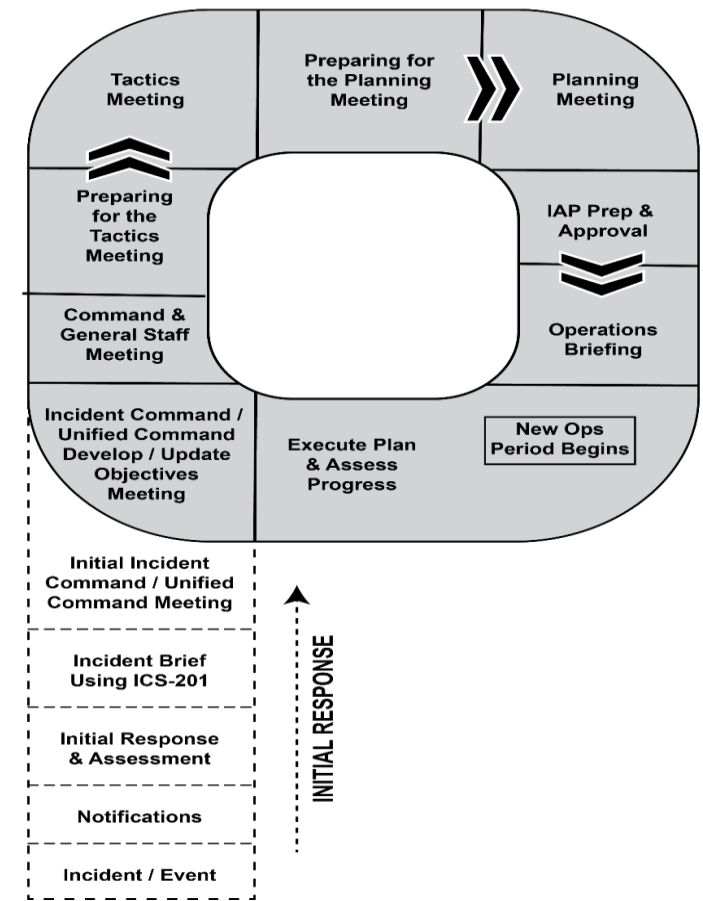 Tactics
Meeting
Preparing for
the Planning
Meeting
Planning
Meeting
Preparing
for the
Tactics
Meeting
IAP Prep &
Approval
Command &
General Staff
Meeting
Operations
Briefing
Incident Command /
Unified Command
Develop / Update
Objectives
Meeting
Execute Plan
& Assess
Progress
New Ops
Period Begins
Initial Incident
Command / Unified
Command Meeting
Incident Brief
Using ICS-201
Initial Response
& Assessment
Notifications
Incident / Event
INITIAL RESPONSE